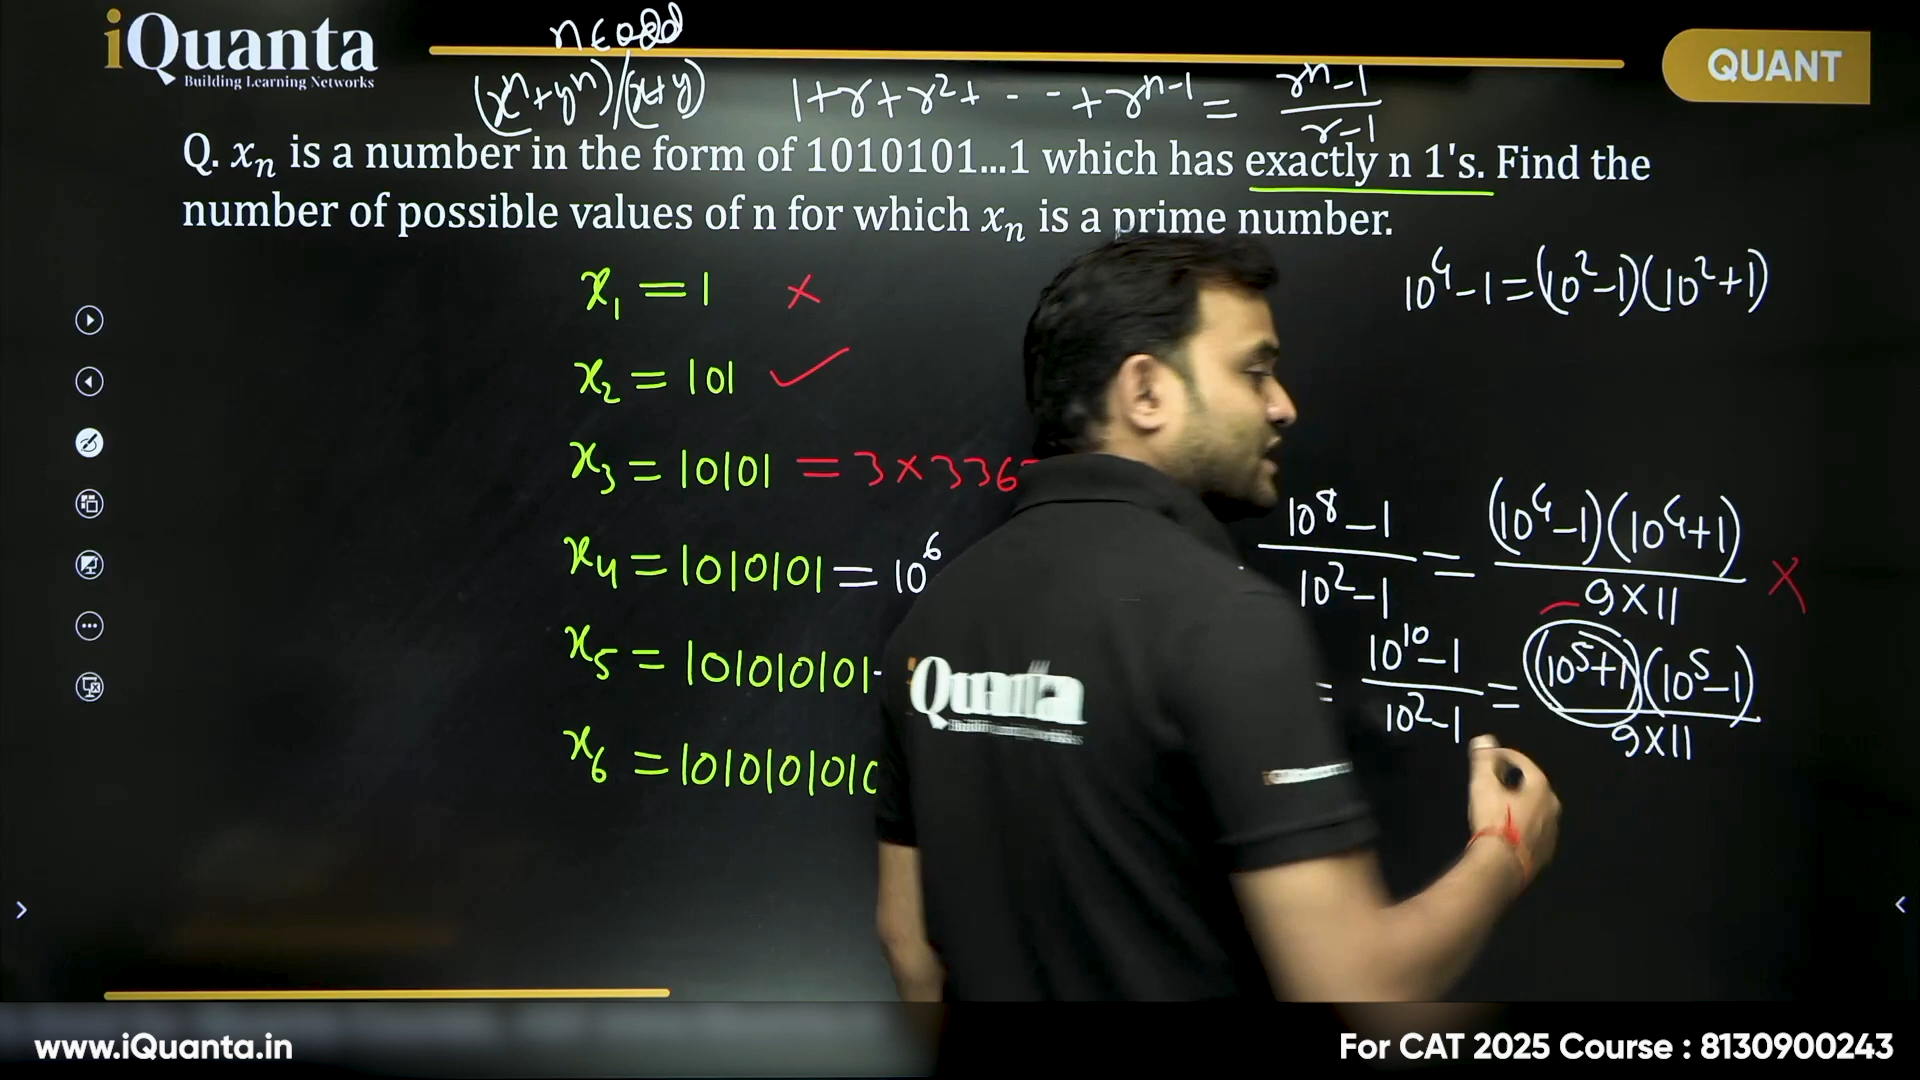 iQuanta
Building Learning Networks
QUANT
n ∈ odd
(xⁿ+yⁿ)/(x+y)
1+r+r²+ - - - +rⁿ⁻¹ = rⁿ-1 / r-1
Q. xₙ is a number in the form of 1010101...1 which has exactly n 1's. Find the
number of possible values of n for which xₙ is a prime number.
10⁴-1=(10²-1)(10²+1)
x₁ = 1 ×
x₂ = 101 ✓
x₃ = 10101 = 3×336
x₄ = 1010101 = 10⁶
10⁸-1 / 10²-1 = (10⁴-1)(10⁴+1) / 9×11 ×
x₅ = 101010101
= 10¹⁰-1 / 10²-1 = (10⁵+1)(10⁵-1) / 9×11
x₆ = 101010101
Quanta
www.iQuanta.in
For CAT 2025 Course : 8130900243